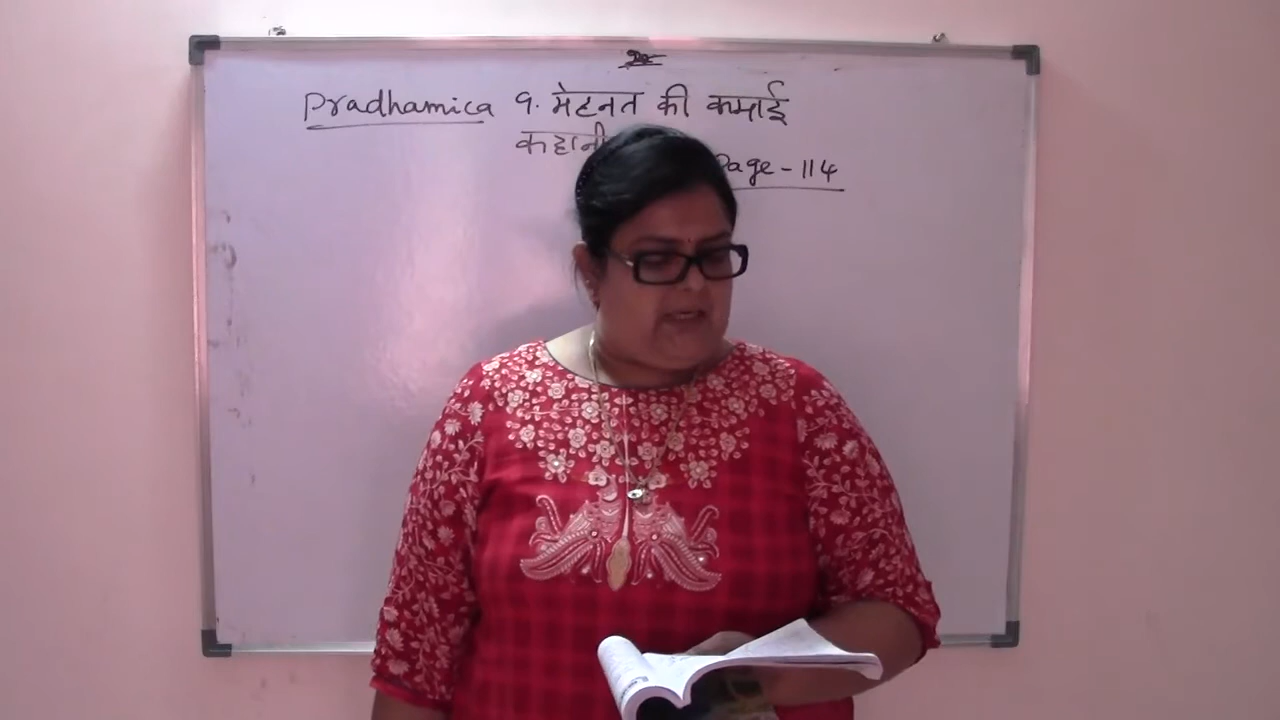 Pradhamica 9. मेहनत की कमाई
कहानी
Page - 114